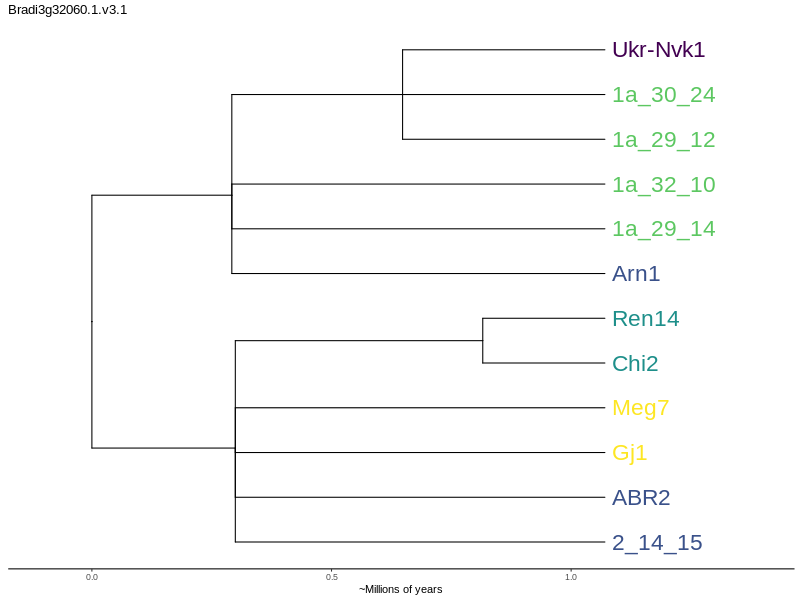 Bradi3g32060.1.v3.1
Ukr-Nvk1
1a_30_24
1a_29_12
1a_32_10
1a_29_14
Arn1
Ren14
Chi2
Meg7
Gj1
ABR2
2_14_15
0.0 0.5 1.0
~Millions of years